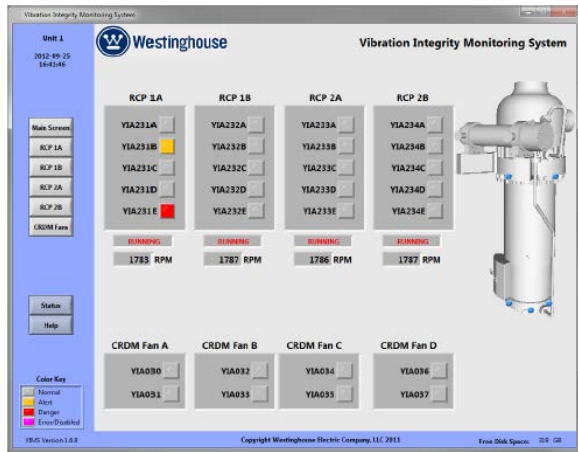 Vibration Integrity Monitoring System
Unit 1
2012-09-25
16:41:46
W Westinghouse
Vibration Integrity Monitoring System
Main Screen
RCP 1A
RCP 1B
RCP 2A
RCP 2B
CRDM Fans
Status
Help
Color Key
Normal
Alert
Danger
Error/Disabled
RCP 1A RCP 1B RCP 2A RCP 2B
YIA231A YIA232A YIA233A YIA234A
YIA231B YIA232B YIA233B YIA234B
YIA231C YIA232C YIA233C YIA234C
YIA231D YIA232D YIA233D YIA234D
YIA231E YIA232E YIA233E YIA234E
RUNNING RUNNING RUNNING RUNNING
1783 RPM 1787 RPM 1786 RPM 1787 RPM
CRDM Fan A CRDM Fan B CRDM Fan C CRDM Fan D
YIA030 YIA032 YIA034 YIA036
YIA031 YIA033 YIA035 YIA037
VIMS Version 1.0.8
Copyright Westinghouse Electric Company, LLC 2011
Free Disk Space: GB